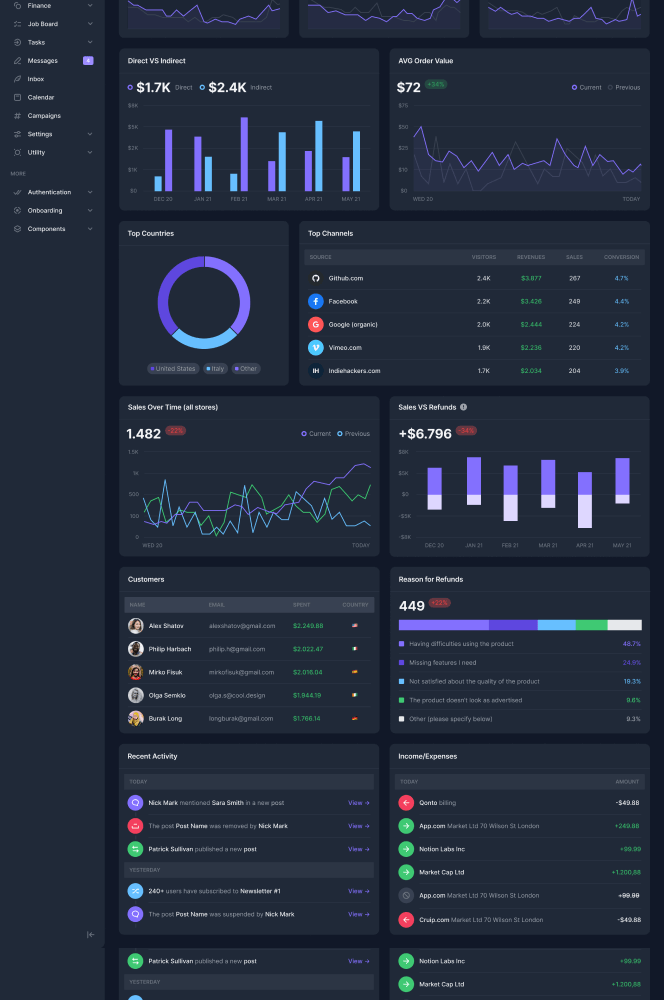 Finance
Job Board
Tasks
Messages 4
Inbox
Calendar
Campaigns
Settings
Utility
MORE
Authentication
Onboarding
Components
Direct VS Indirect
$1.7K Direct $2.4K Indirect
$1K
$0
DEC 20 JAN 21 FEB 21 MAR 21 APR 21 MAY 21
AVG Order Value
$72 +34%
Current Previous
$75
$50
$25
$10
$0
WED 20 TODAY
Top Countries
United States Italy Other
Top Channels
SOURCE VISITORS REVENUES SALES CONVERSION
Github.com 2.4K $3.877 267 4.7%
Facebook 2.2K $3.426 249 4.4%
Google (organic) 2.0K $2.444 224 4.2%
Vimeo.com 1.9K $2.236 220 4.2%
IH Indiehackers.com 1.7K $2.034 204 3.9%
Sales Over Time (all stores)
1.482 -22%
Current Previous
1.5K
1K
500
300
100
0
WED 20 TODAY
Sales VS Refunds
+$6.796 -34%
$5K
$0
-$5K
DEC 20 JAN 21 FEB 21 MAR 21 APR 21 MAY 21
Customers
NAME EMAIL SPENT COUNTRY
Alex Shatov alexshatov@gmail.com $2.249.88
Philip Harbach philip.h@gmail.com $2.022.47
Mirko Fisuk mirkofisuk@gmail.com $2.016.04
Olga Semklo olga.s@cool.design $1.944.19
Burak Long longburak@gmail.com $1.766.14
Reason for Refunds
449 +22%
Having difficulties using the product 48.7%
Missing features I need 24.6%
Not satisfied about the quality of the product 19.3%
The product doesn't look as advertised 9.6%
Other (please specify below) 9.3%
Recent Activity
TODAY
Nick Mark mentioned Sara Smith in a new post View ->
The post Post Name was removed by Nick Mark View ->
Patrick Sullivan published a new post View ->
YESTERDAY
240+ users have subscribed to Newsletter #1 View ->
The post Post Name was suspended by Nick Mark View ->
Income/Expenses
TODAY AMOUNT
Qonto billing -$49.88
App.com Market Ltd 70 Wilson St London +249.88
Notion Labs Inc +99.99
Market Cap Ltd +1.200,88
App.com Market Ltd 70 Wilson St London +99.99
Cruip.com Market Ltd 70 Wilson St London -$49.88
Patrick Sullivan published a new post View ->
YESTERDAY
Notion Labs Inc +99.99
Market Cap Ltd +1.200,88